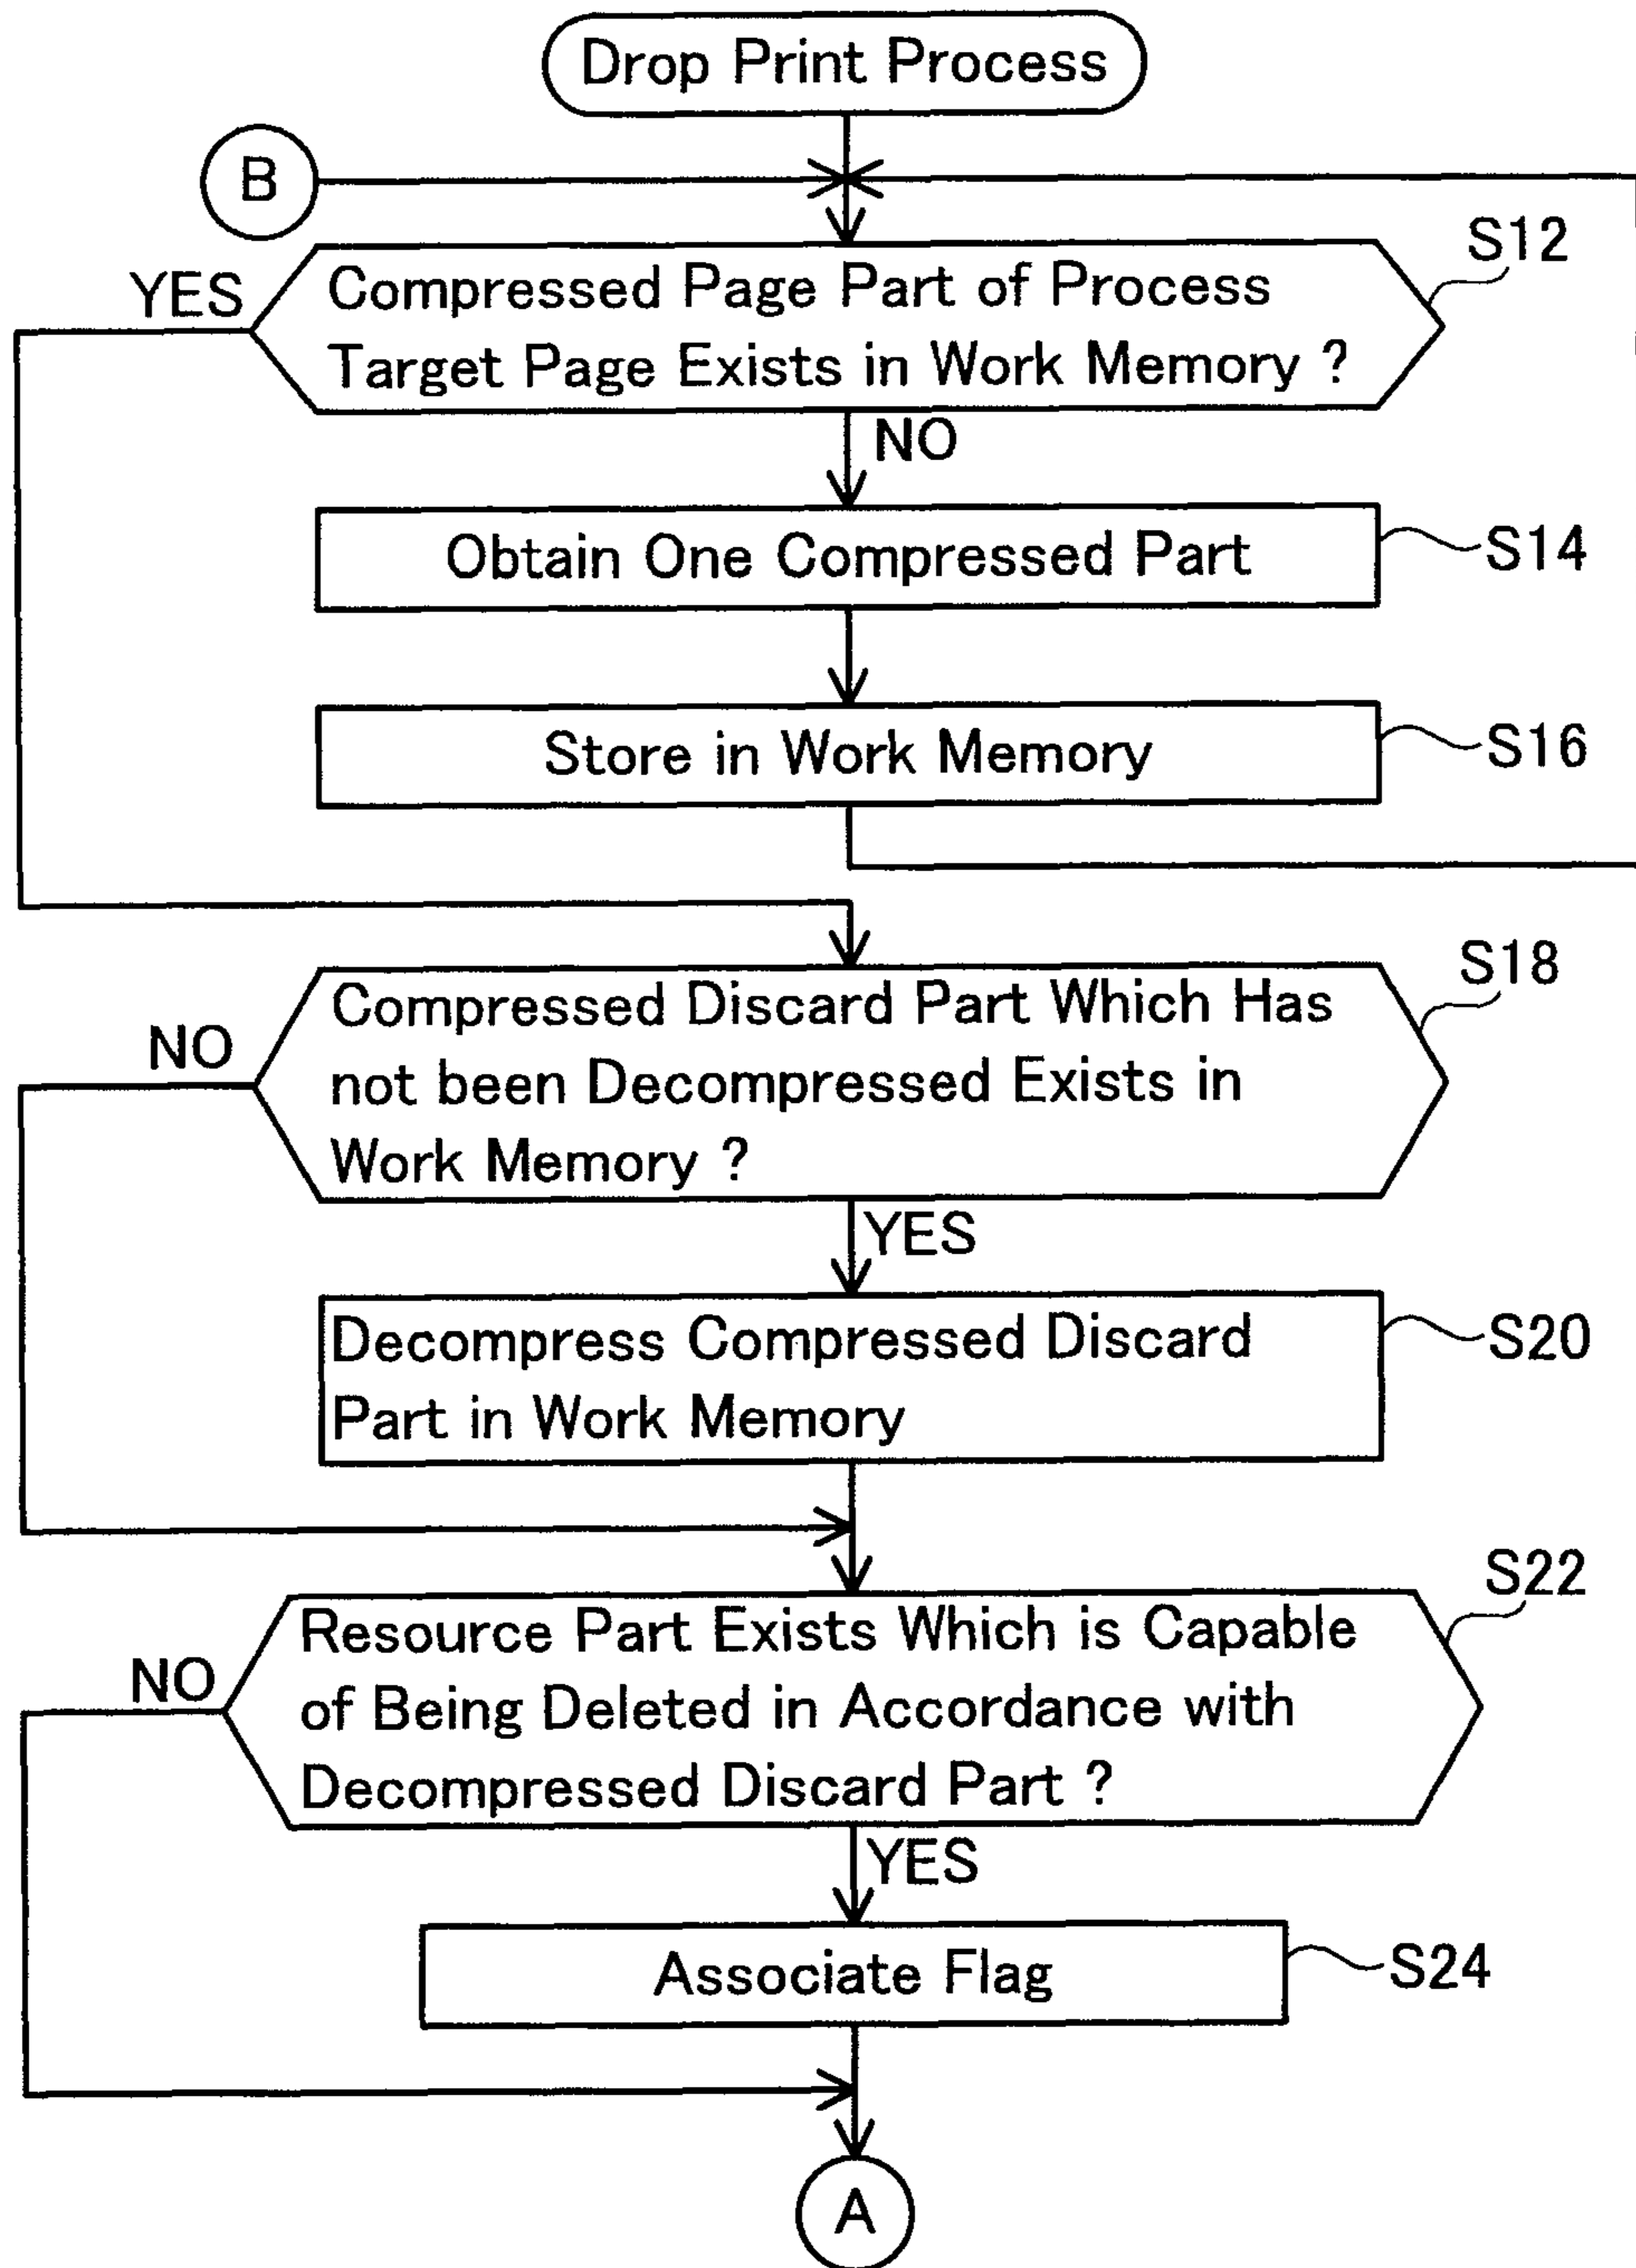 Drop Print Process
B
S12
YES
Compressed Page Part of Process
Target Page Exists in Work Memory ?
NO
Obtain One Compressed Part
S14
Store in Work Memory
S16
S18
Compressed Discard Part Which Has
NO
not been Decompressed Exists in
Work Memory ?
YES
Decompress Compressed Discard
S20
Part in Work Memory
S22
Resource Part Exists Which is Capable
NO
of Being Deleted in Accordance with
Decompressed Discard Part ?
YES
Associate Flag
S24
A